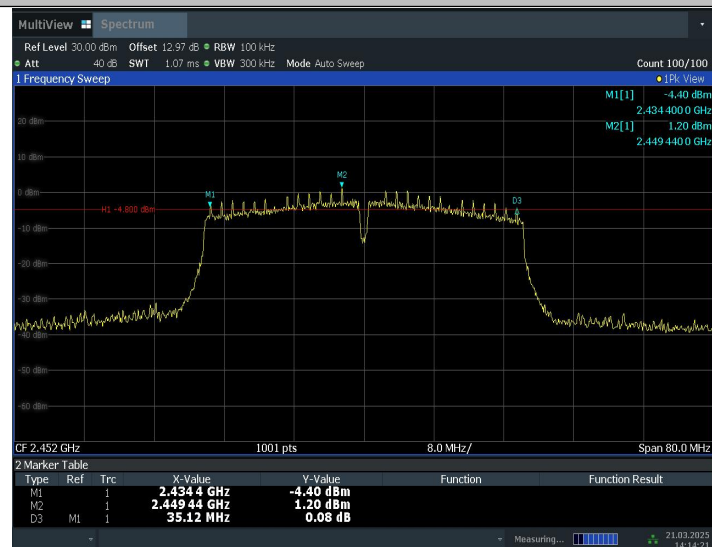 MultiView Spectrum
Ref Level 30.00 dBm Offset 12.97 dB RBW 100 kHz
Att 40 dB SWT 1.07 ms VBW 300 kHz Mode Auto Sweep Count 100/100
1 Frequency Sweep 1Pk View
M1[1] -4.40 dBm
2.434 400 0 GHz
20 dBm
M2[1] 1.20 dBm
2.449 440 0 GHz
10 dBm
M2
0 dBm
M1
D3
H1 -4.800 dBm
-10 dBm
-20 dBm
-30 dBm
-40 dBm
-50 dBm
-60 dBm
CF 2.452 GHz 1001 pts 8.0 MHz/ Span 80.0 MHz
2 Marker Table
Type Ref Trc X-Value Y-Value Function Function Result
M1 1 2.434 4 GHz -4.40 dBm
M2 1 2.449 44 GHz 1.20 dBm
D3 M1 1 35.12 MHz 0.08 dB
Measuring... 21.03.2025
14:14:21